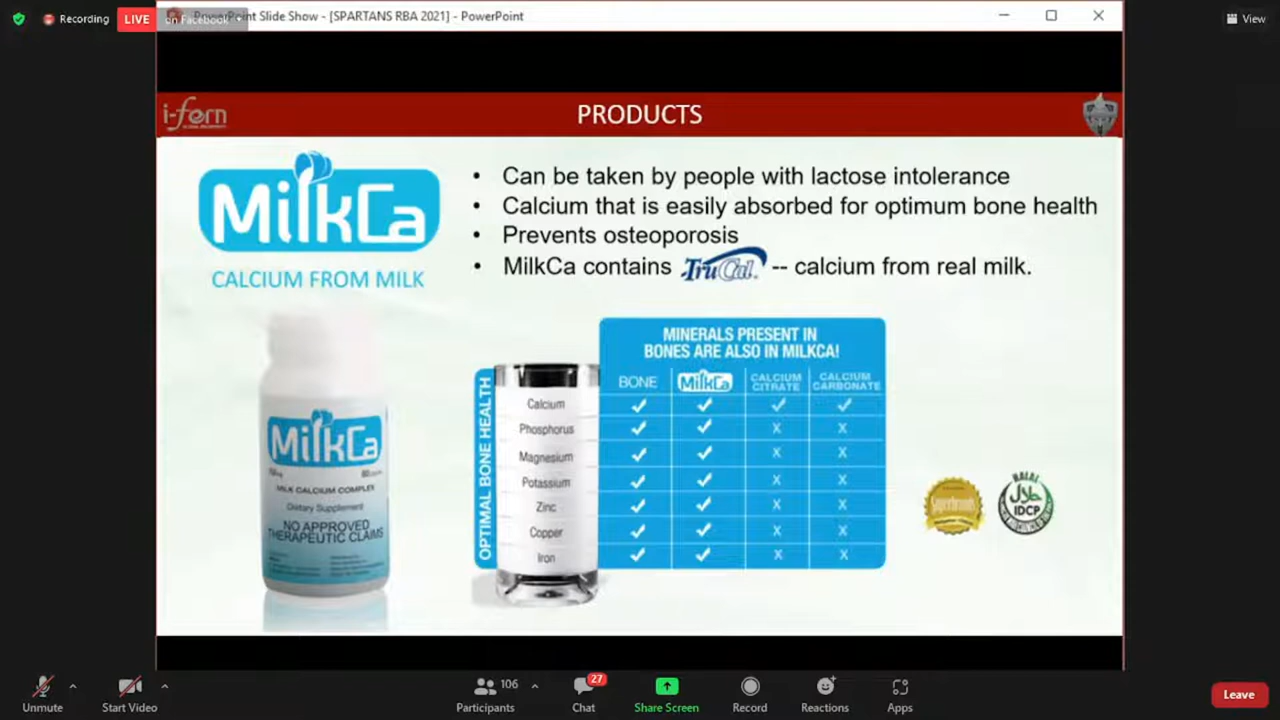 Recording
LIVE
on Facebook
PowerPoint Slide Show - [SPARTANS RBA 2021] - PowerPoint
View
i-fern
PRODUCTS
MilkCa
CALCIUM FROM MILK
• Can be taken by people with lactose intolerance
• Calcium that is easily absorbed for optimum bone health
• Prevents osteoporosis
• MilkCa contains TruCal -- calcium from real milk.
MilkCa
MILK CALCIUM COMPLEX
Dietary Supplement
NO APPROVED
THERAPEUTIC CLAIMS
OPTIMAL BONE HEALTH
MINERALS PRESENT IN
BONES ARE ALSO IN MILKCA!
BONE MilkCa CALCIUM CITRATE CALCIUM CARBONATE
Calcium ✓ ✓ ✓ ✓
Phosphorus ✓ ✓ X X
Magnesium ✓ ✓ X X
Potassium ✓ ✓ X X
Zinc ✓ ✓ X X
Copper ✓ ✓ X X
Iron ✓ ✓ X X
HALAL
حلال
IDCP
Unmute
Start Video
106
Participants
27
Chat
Share Screen
Record
Reactions
Apps
Leave